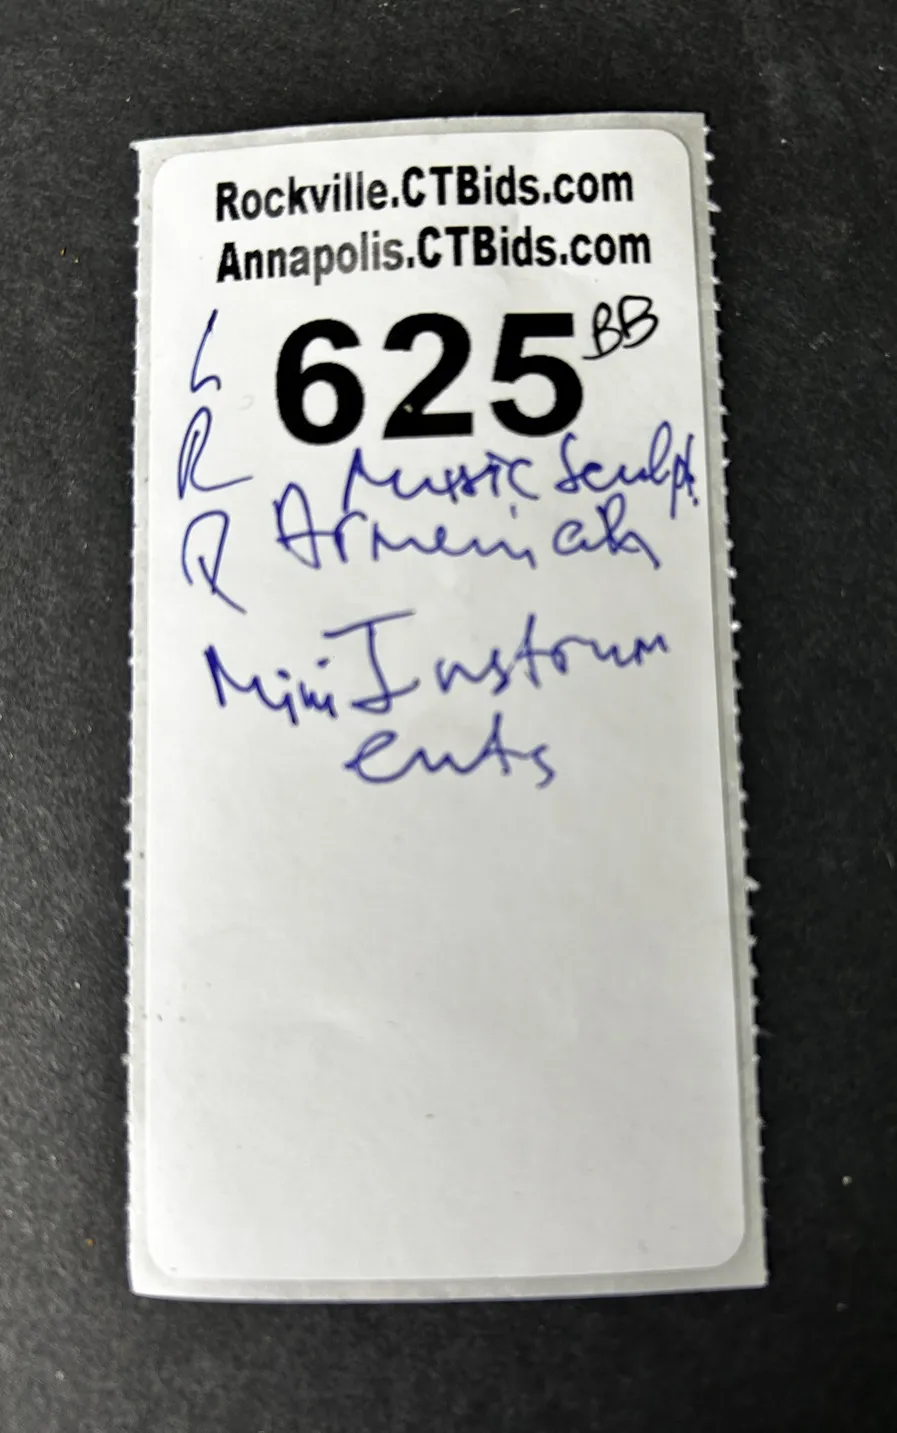 Rockville.CTBids.com
Annapolis.CTBids.com
625 BB
L
R
R
Music Sculpt.
Armenian
Mini Instrum
ents